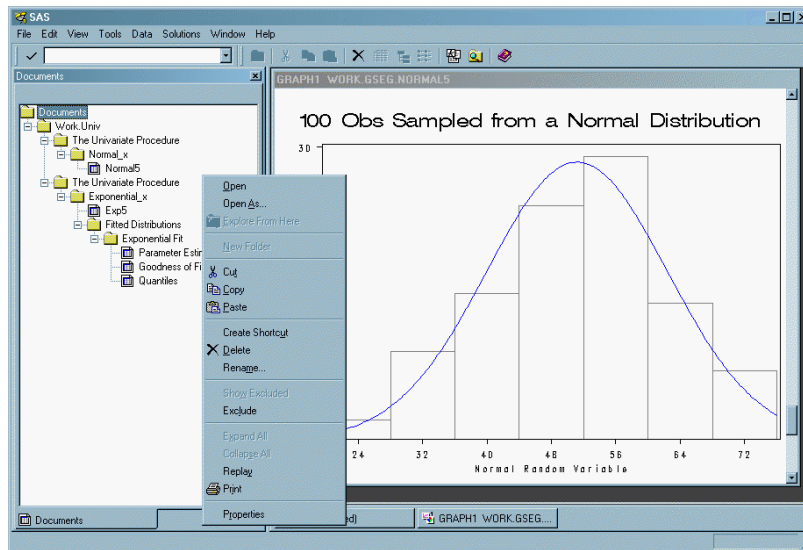 SAS
File Edit View Tools Data Solutions Window Help
Documents
Documents
Work.Univ
The Univariate Procedure
Normal_x
Normal5
The Univariate Procedure
Exponential_x
Exp5
Fitted Distributions
Exponential Fit
Parameter Estir
Goodness of Fi
Quantiles
Open
Open As...
Explore From Here
New Folder
Cut
Copy
Paste
Create Shortcut
Delete
Rename...
Show Excluded
Exclude
Expand All
Collapse All
Replay
Print
Properties
GRAPH1 WORK.GSEG.NORMAL5
100 Obs Sampled from a Normal Distribution
30
24 32 40 48 56 64 72
Normal Random Variable
Documents
ed)
GRAPH1 WORK.GSEG....